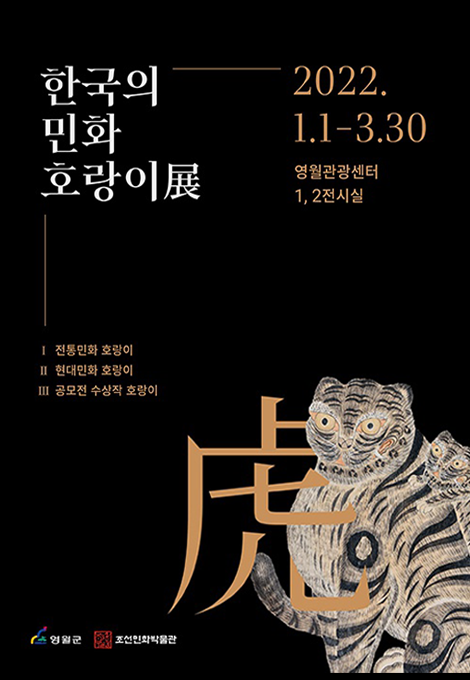 한국의
민화
호랑이展
2022.
1.1-3.30
영월관광센터
1, 2전시실
I 전통민화 호랑이
II 현대민화 호랑이
III 공모전 수상작 호랑이
虎
영월군 조선민화박물관